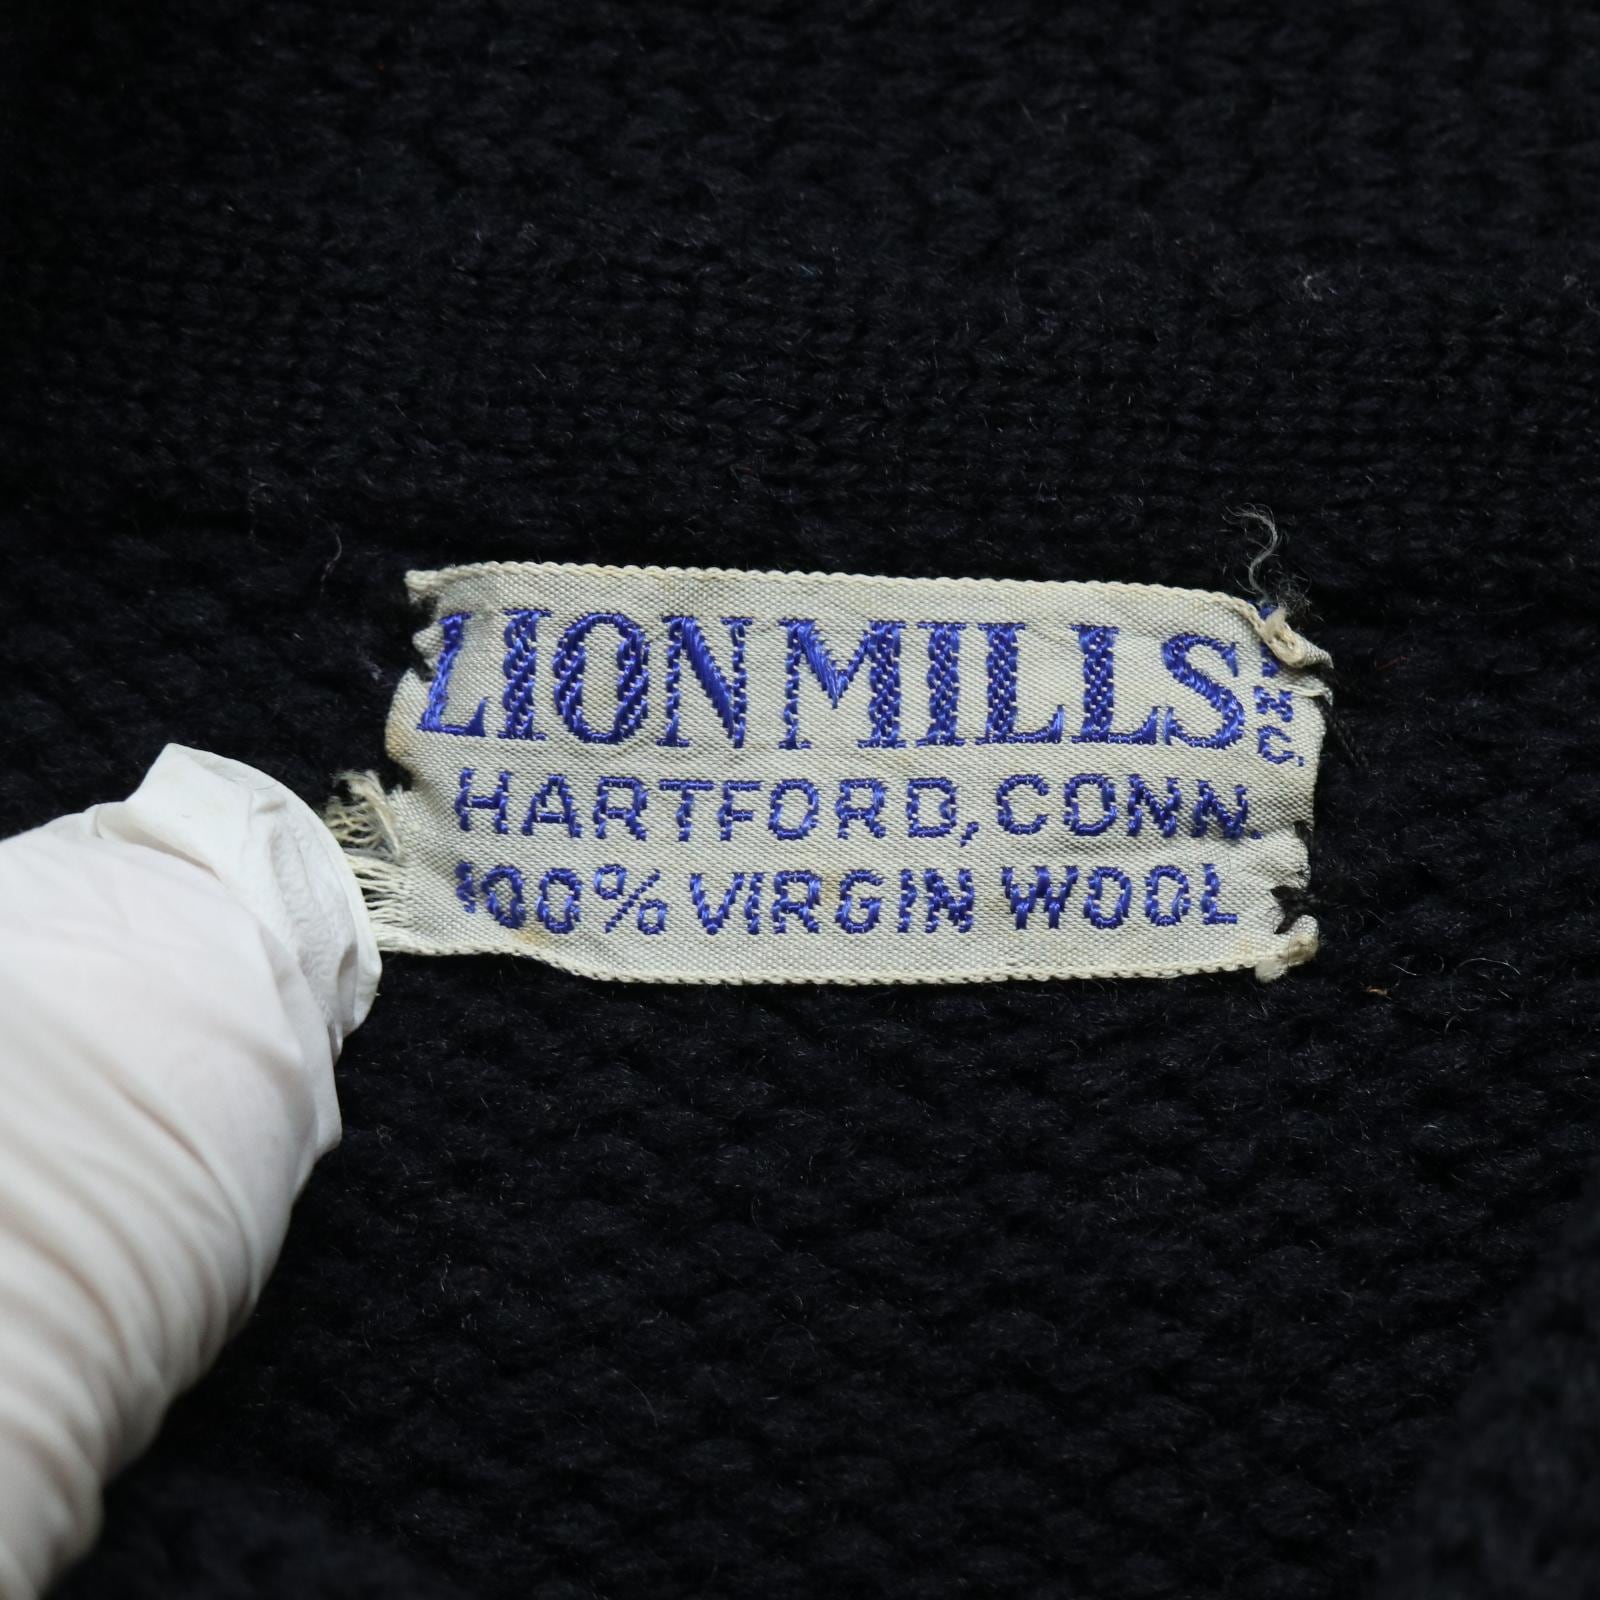 LION MILLS INC.
HARTFORD, CONN.
100% VIRGIN WOOL